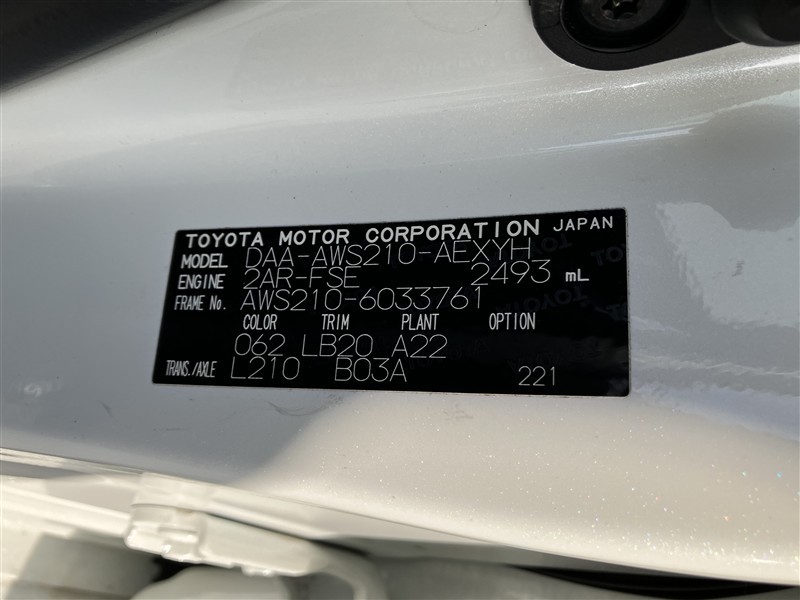 TOYOTA MOTOR CORPORATION JAPAN
MODEL DAA-AWS210-AEXYH
ENGINE 2AR-FSE 2493 mL
FRAME No. AWS210-6033761
COLOR TRIM PLANT OPTION
062 LB20 A22
TRANS./AXLE L210 B03A 221